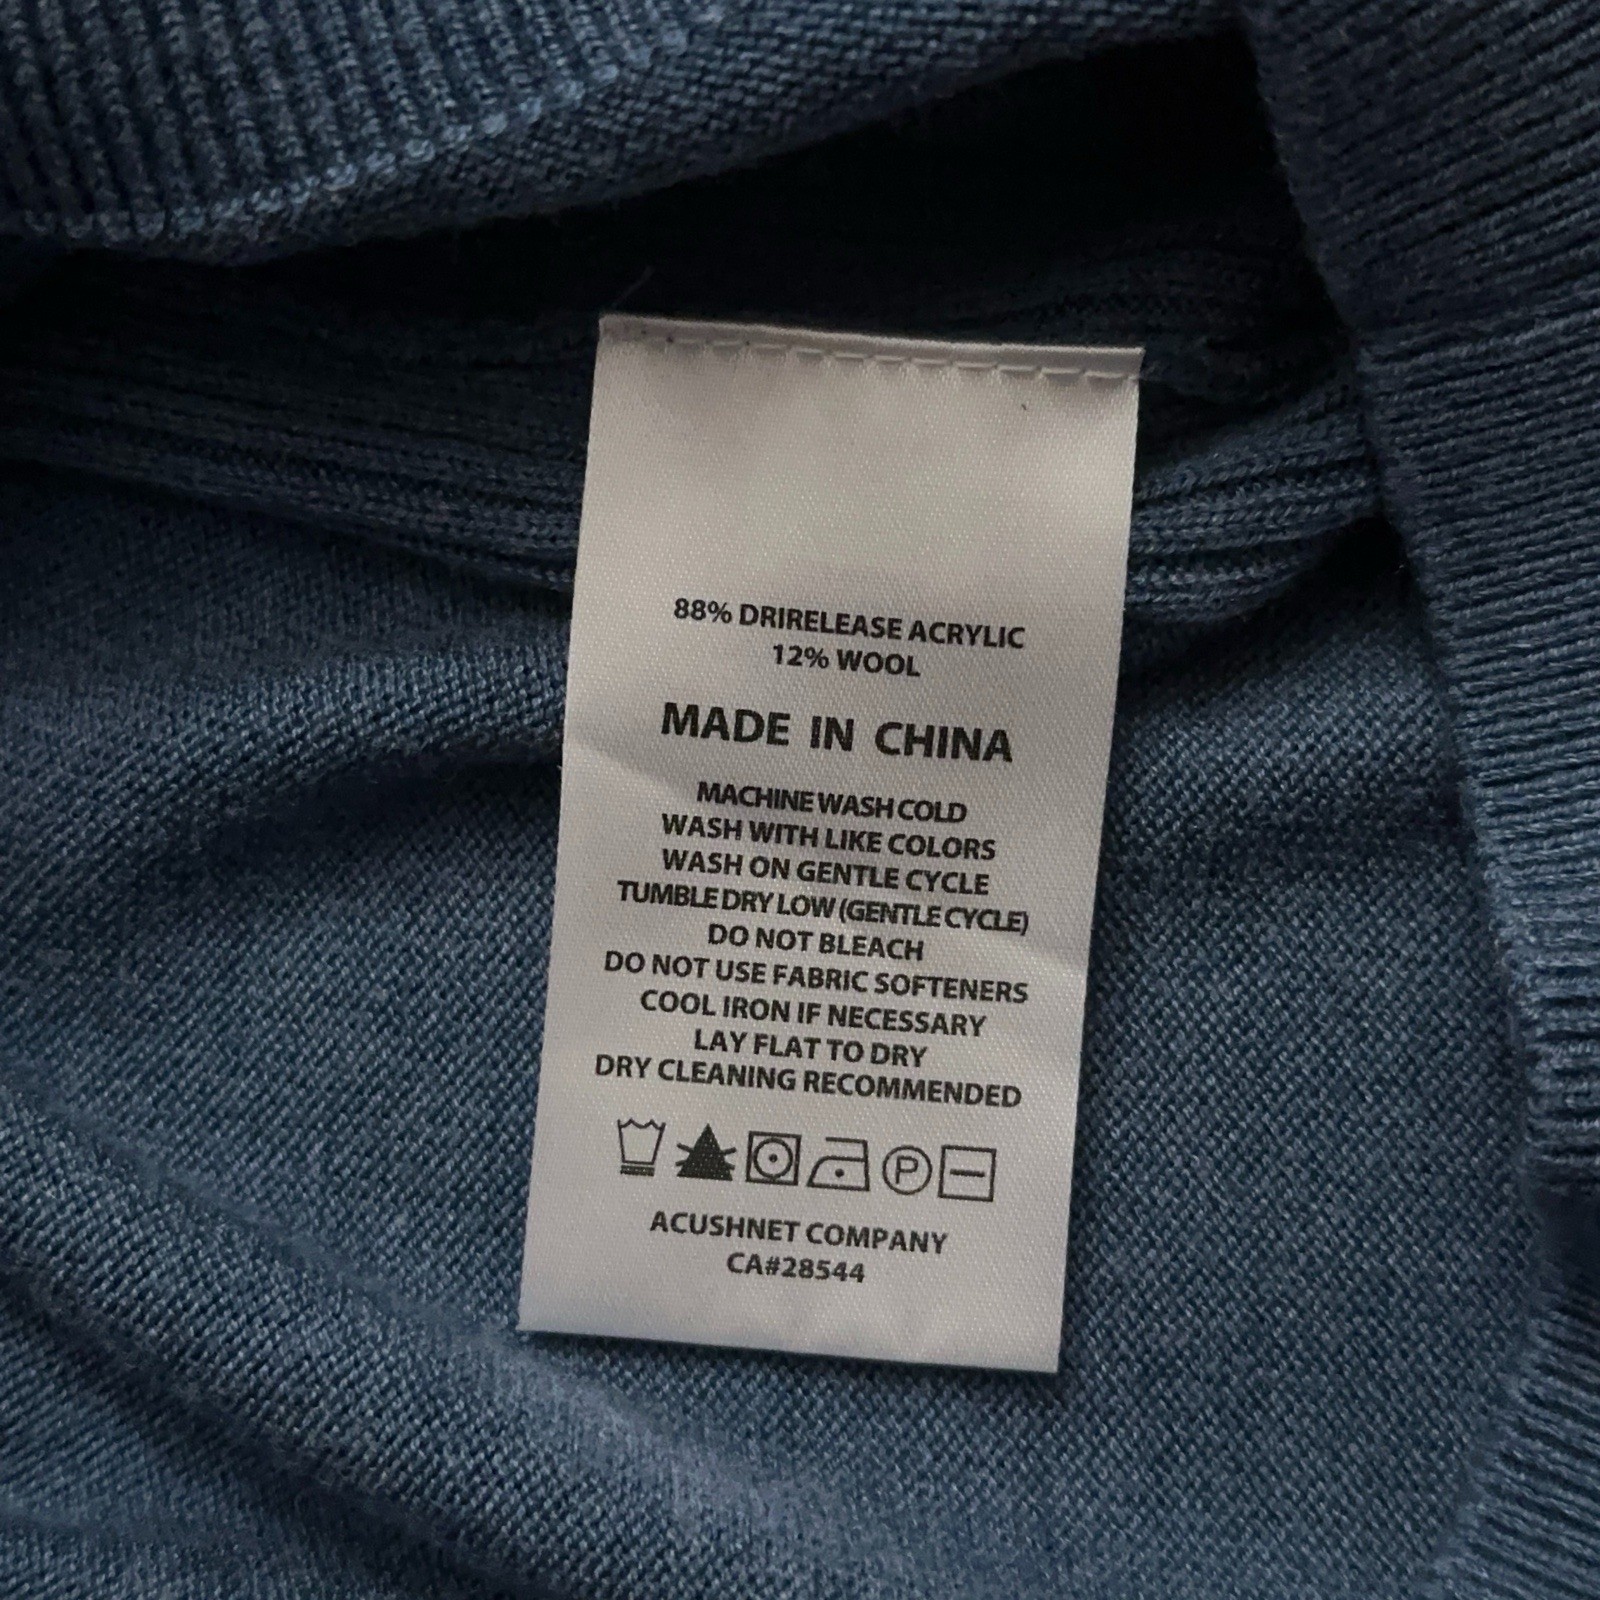 88% DRIRELEASE ACRYLIC
12% WOOL
MADE IN CHINA
MACHINE WASH COLD
WASH WITH LIKE COLORS
WASH ON GENTLE CYCLE
TUMBLE DRY LOW (GENTLE CYCLE)
DO NOT BLEACH
DO NOT USE FABRIC SOFTENERS
COOL IRON IF NECESSARY
LAY FLAT TO DRY
DRY CLEANING RECOMMENDED
P
ACUSHNET COMPANY
CA#28544